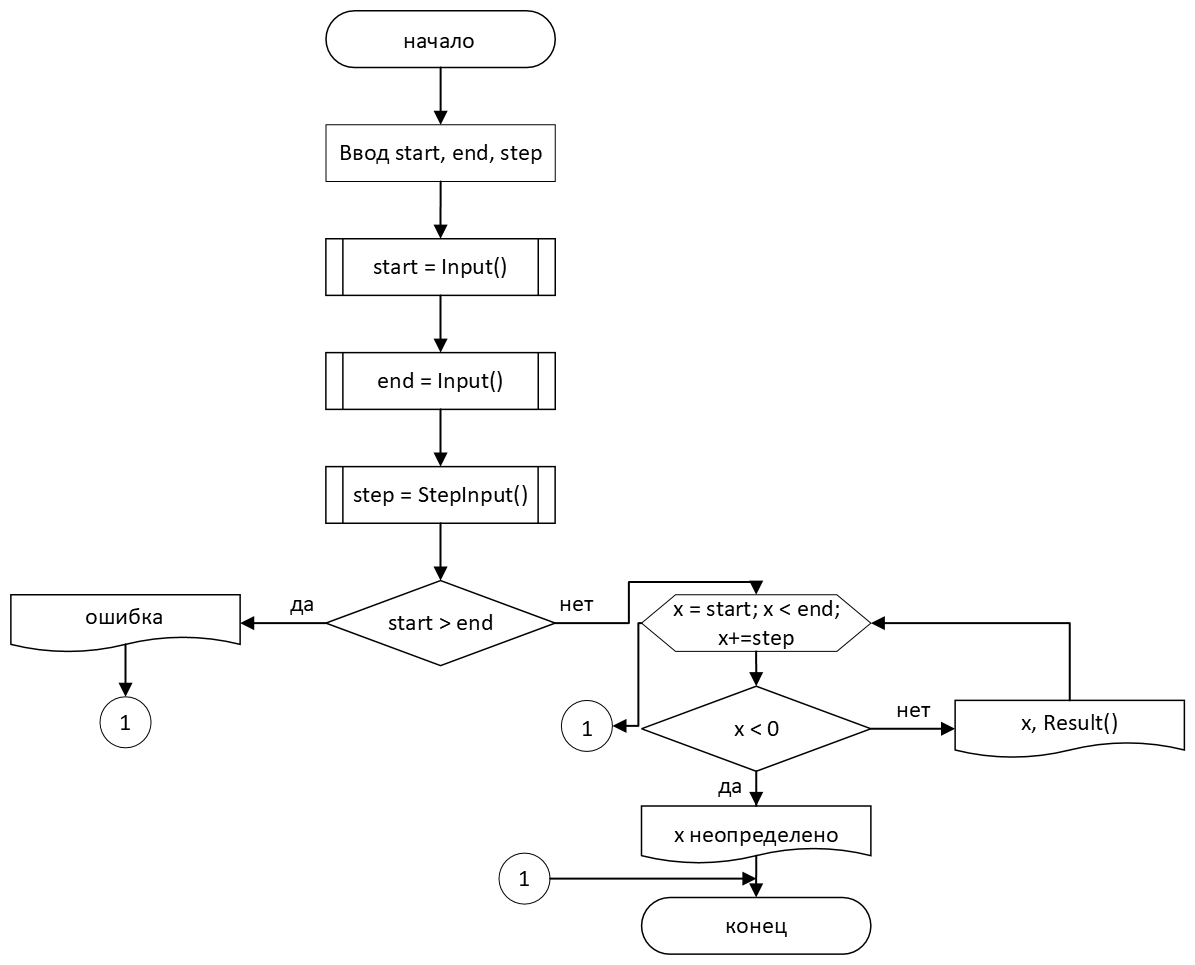 начало
Ввод start, end, step
start = Input()
end = Input()
step = StepInput()
start > end
да
ошибка
1
нет
x = start; x < end;
x+=step
1
x < 0
нет
x, Result()
да
x неопределено
1
конец